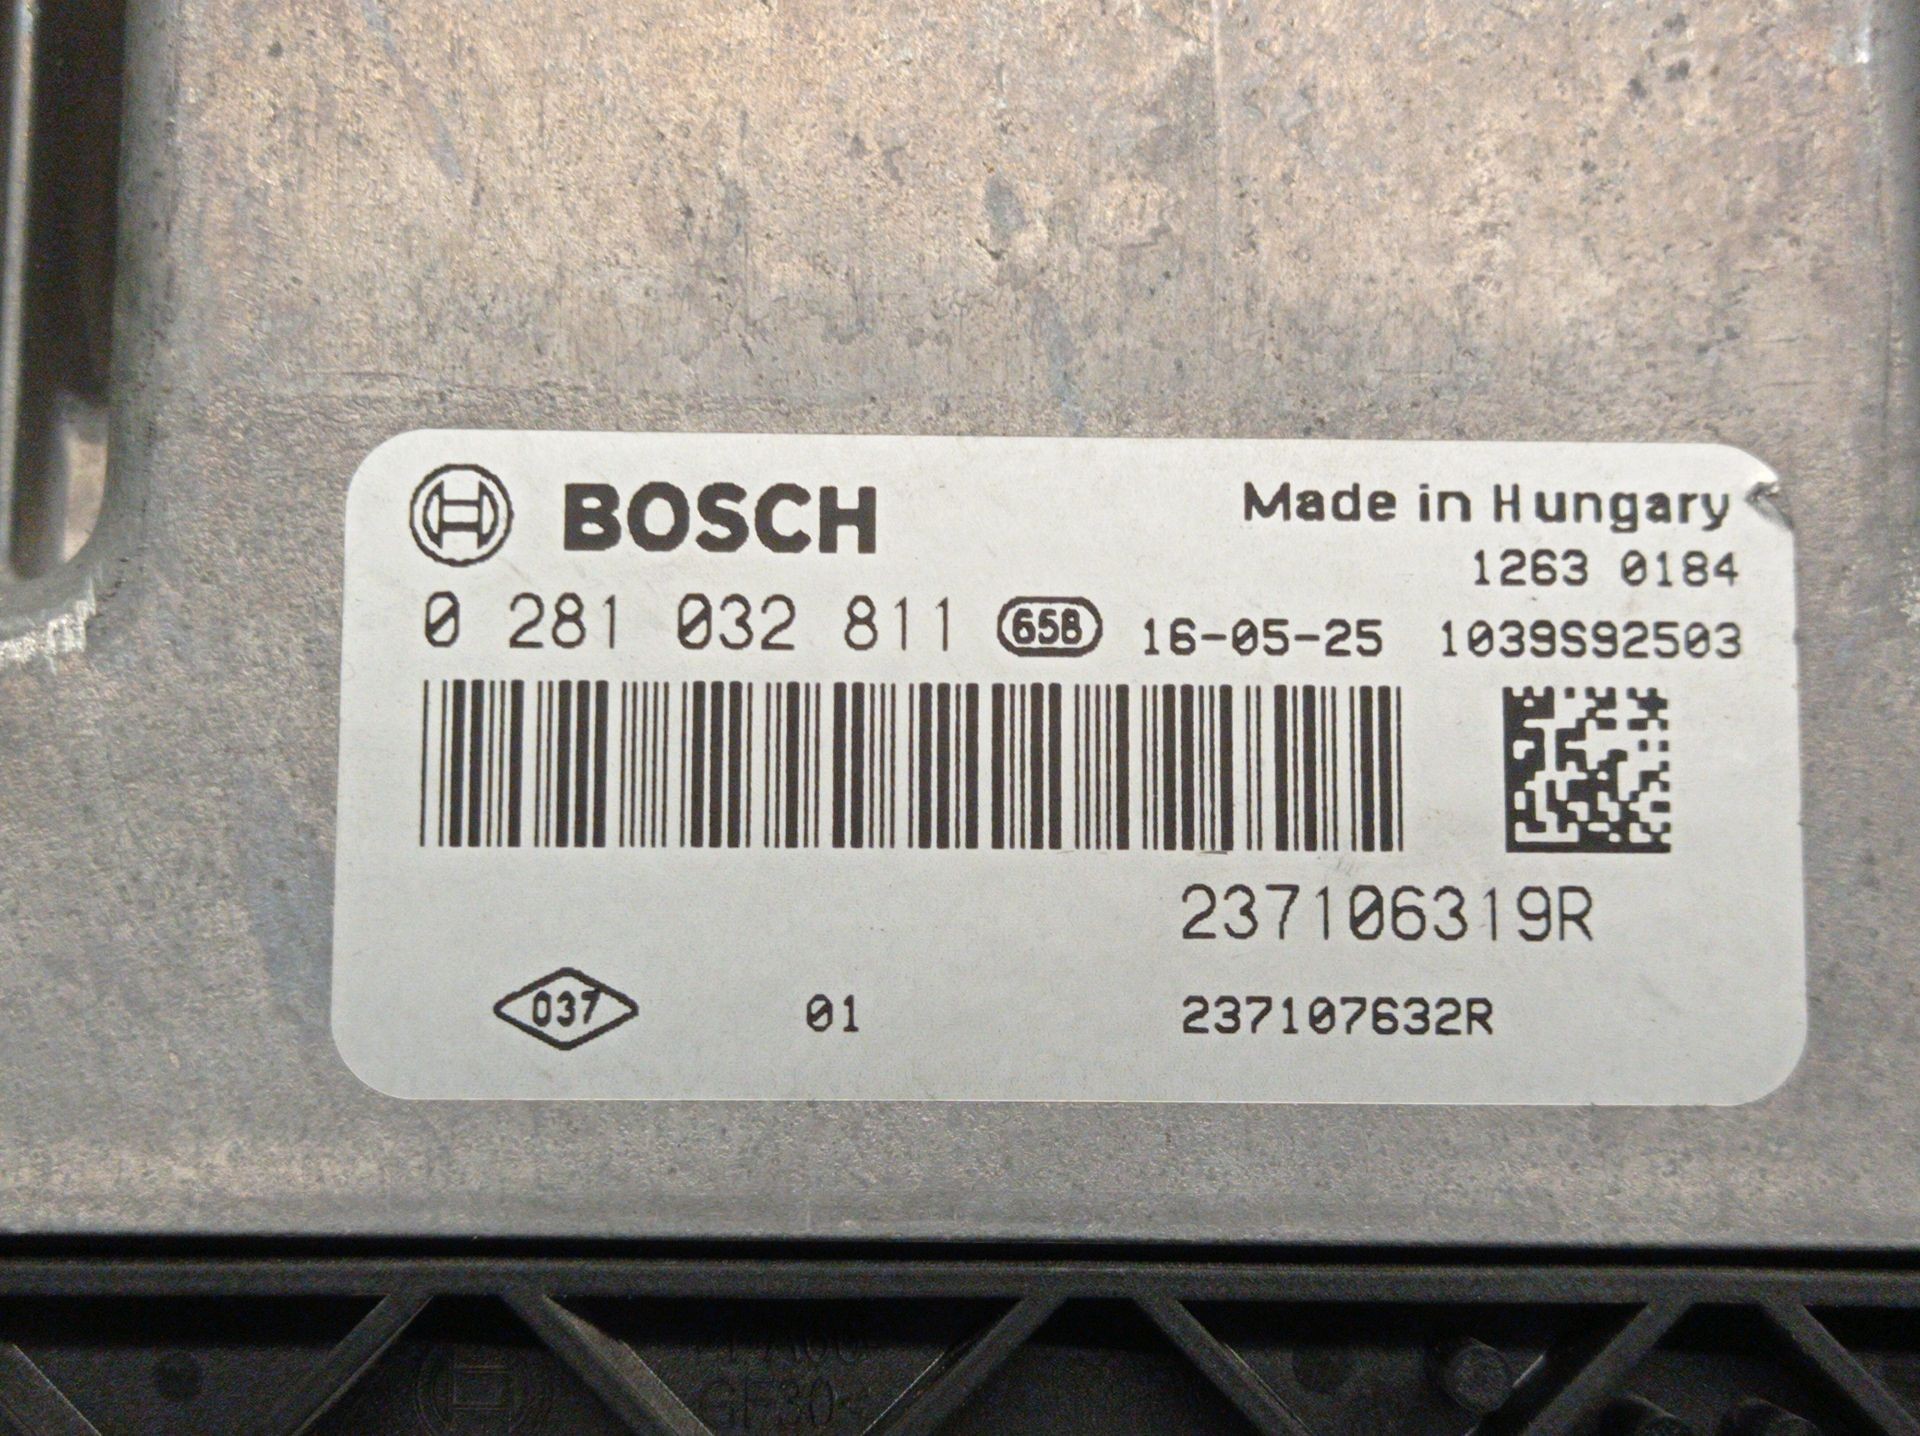 BOSCH
Made in Hungary
1263 0184
0 281 032 811 658 16-05-25 1039S92503
237106319R
037 01 237107632R
GF30<